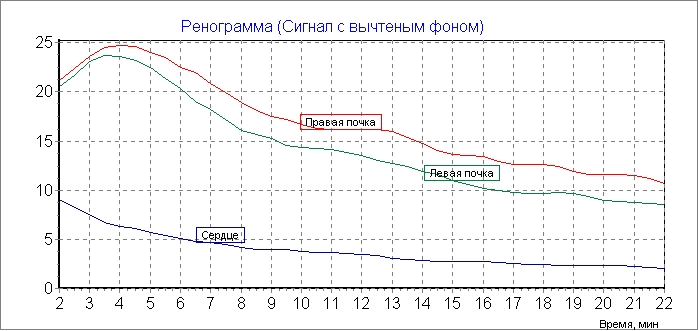 Ренограмма (Сигнал с вычтеным фоном)
25
20
15
10
5
0
Правая почка
Левая почка
Сердце
2 3 4 5 6 7 8 9 10 11 12 13 14 15 16 17 18 19 20 21 22
Время, мин